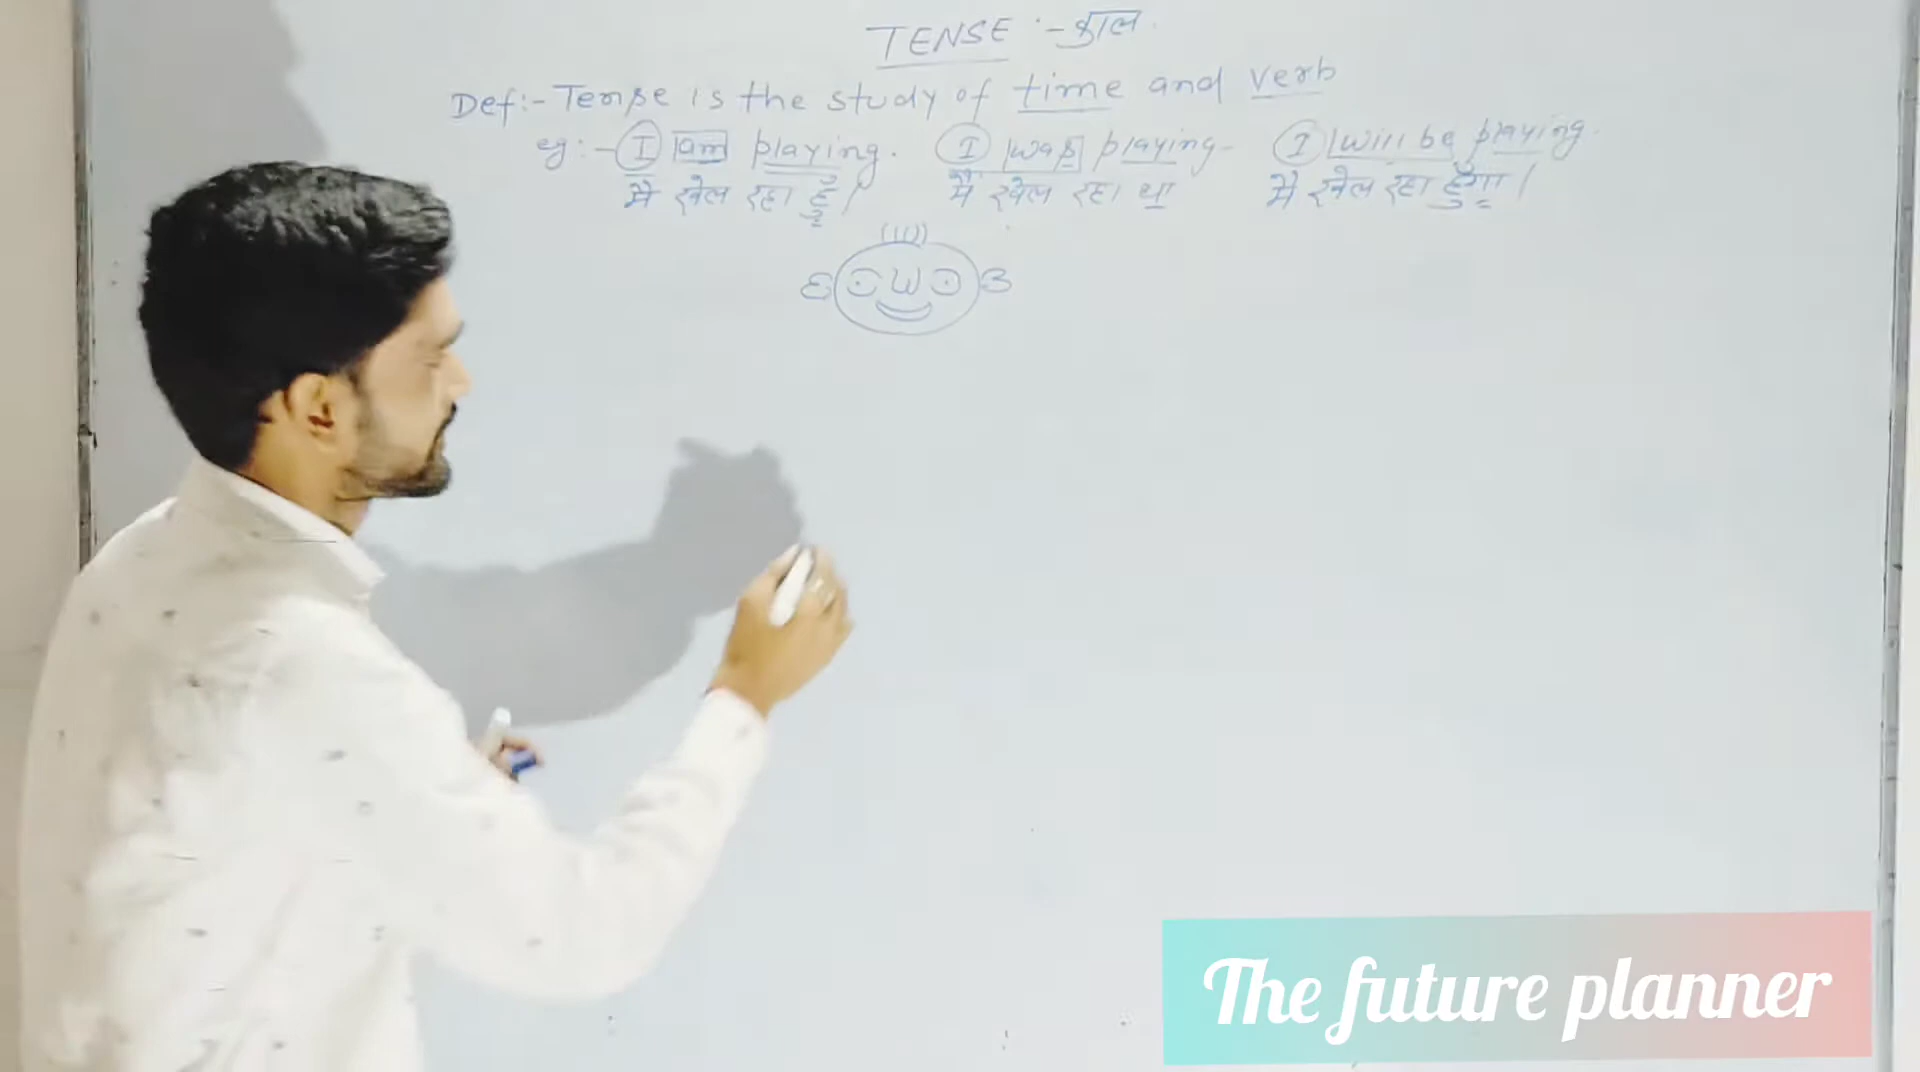 TENSE :- काल.
Def:- Tense is the study of time and verb
eg:- I am playing. I was playing- I will be playing.
मै खेल रहा हूँ। मैं खेल रहा था मै खेल रहा हूँगा।
The future planner